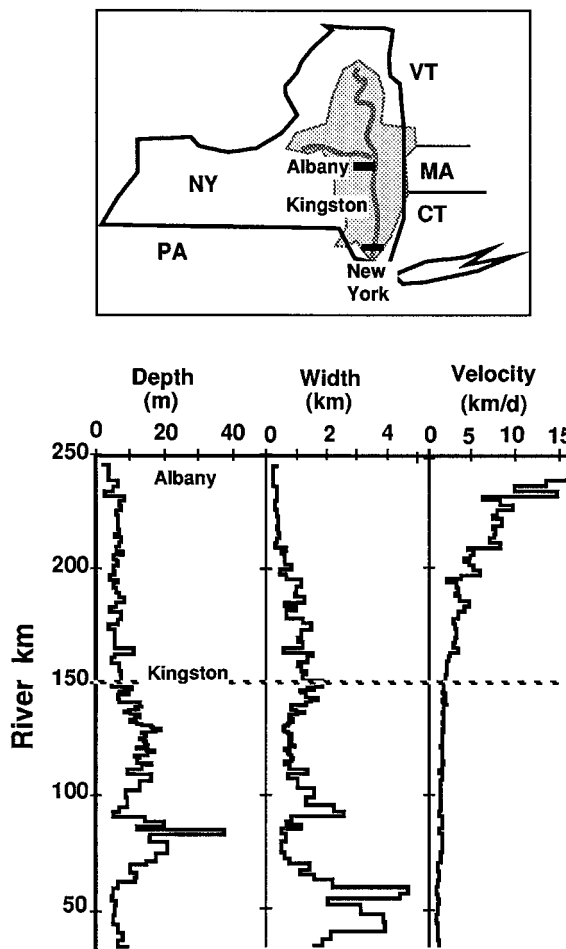 VT
Albany
MA
NY
Kingston
CT
PA
New
York
Depth Width Velocity
(m) (km) (km/d)
0 20 40 0 2 4 0 5 10 15
250
Albany
200
Kingston
150
100
50
River km